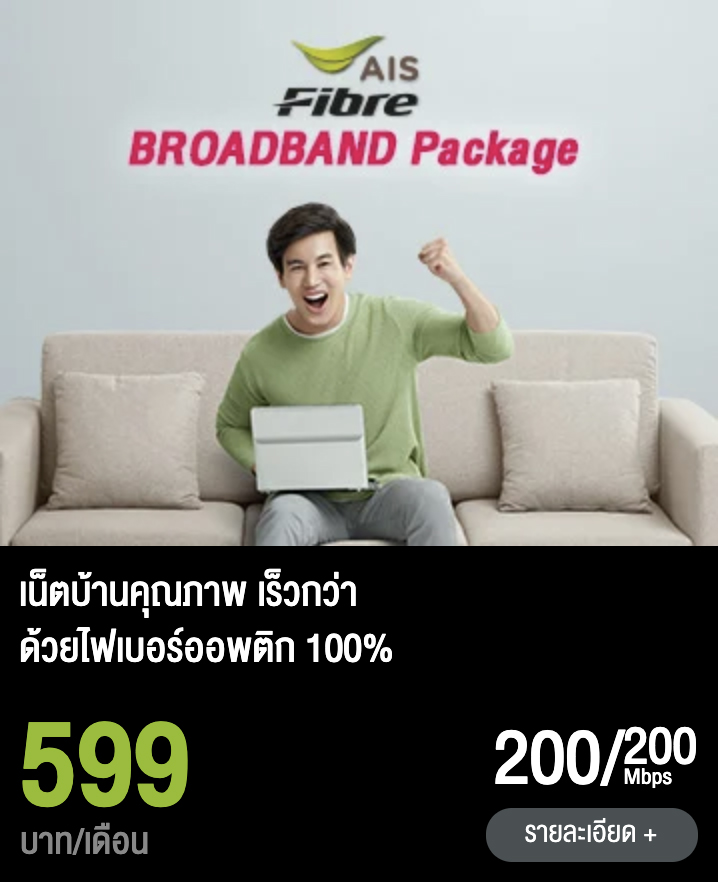 AIS
Fibre
BROADBAND Package
เน็ตบ้านคุณภาพ เร็วกว่า
ด้วยไฟเบอร์ออพติก 100%
599
บาท/เดือน
200/200
Mbps
รายละเอียด +